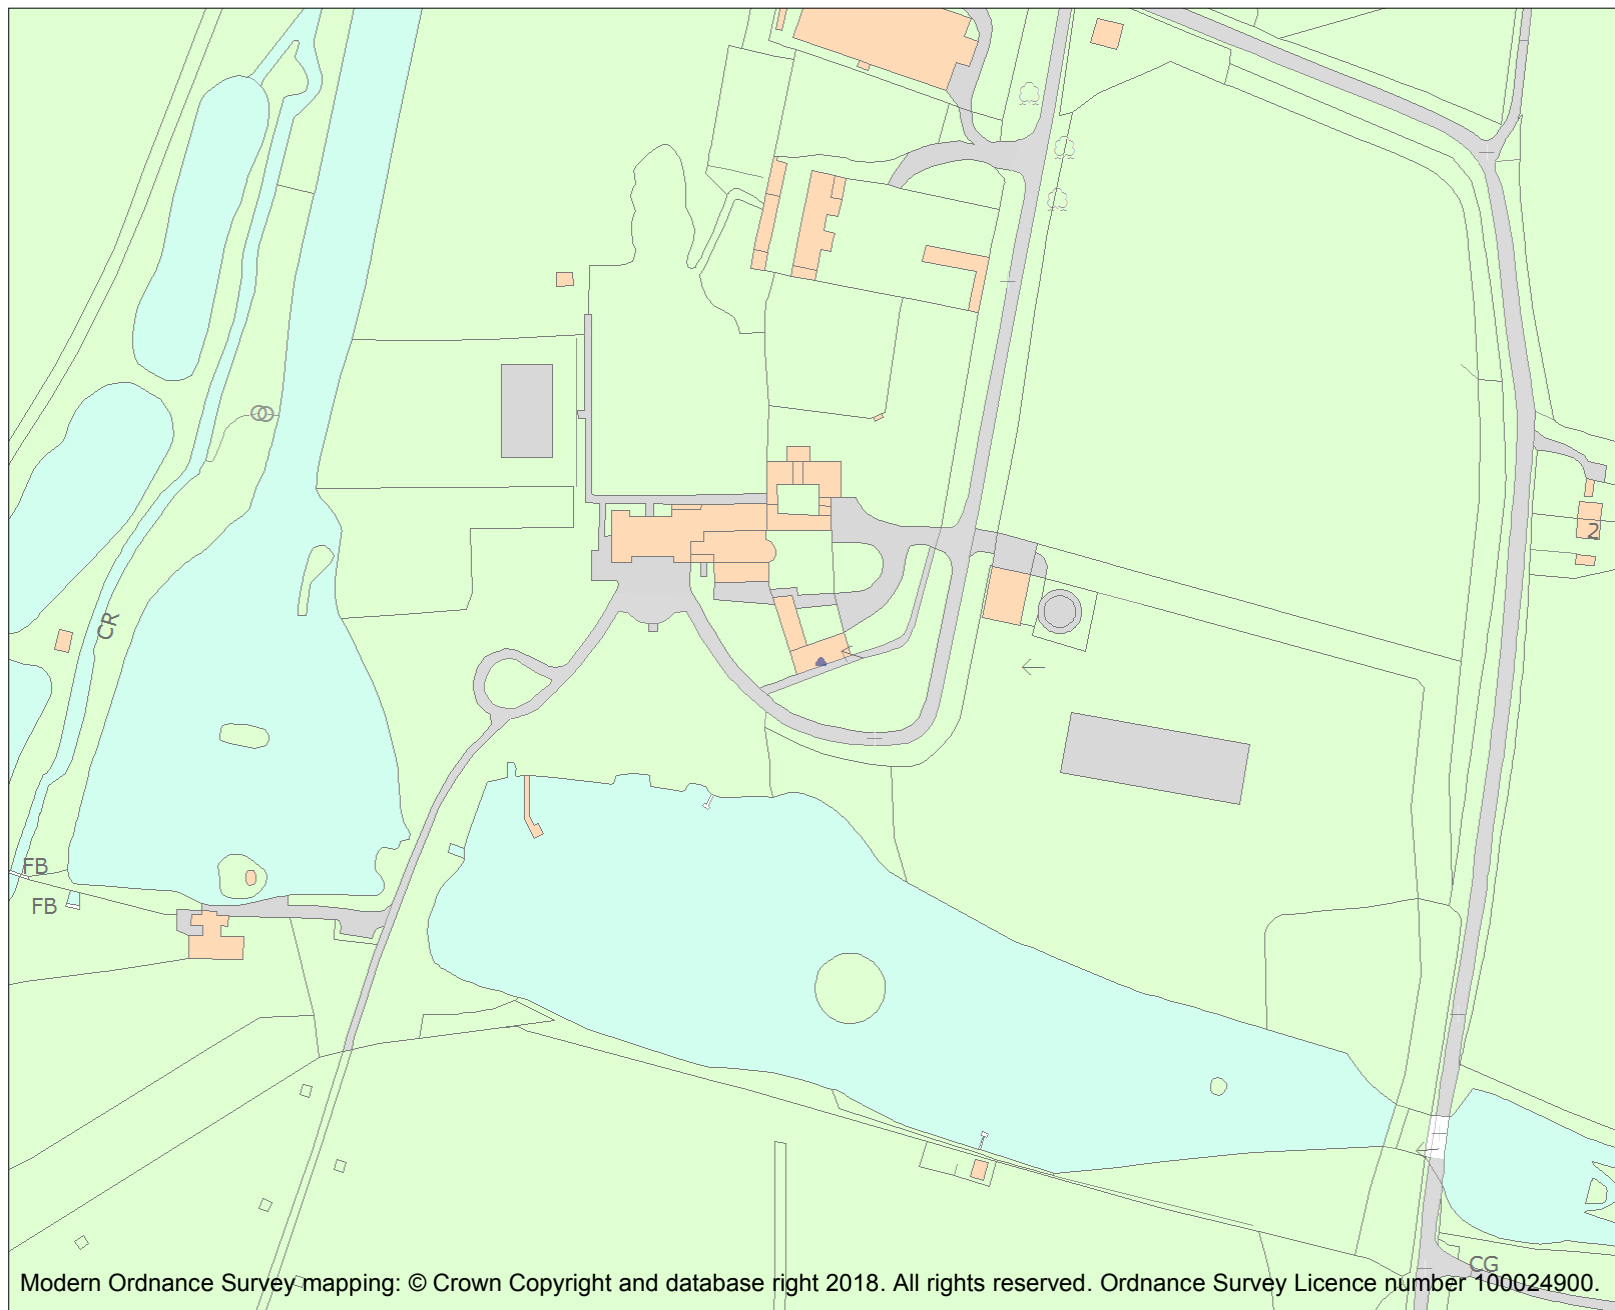 2
CR
FB
FB
CG
Modern Ordnance Survey mapping: © Crown Copyright and database right 2018. All rights reserved. Ordnance Survey Licence number 100024900.